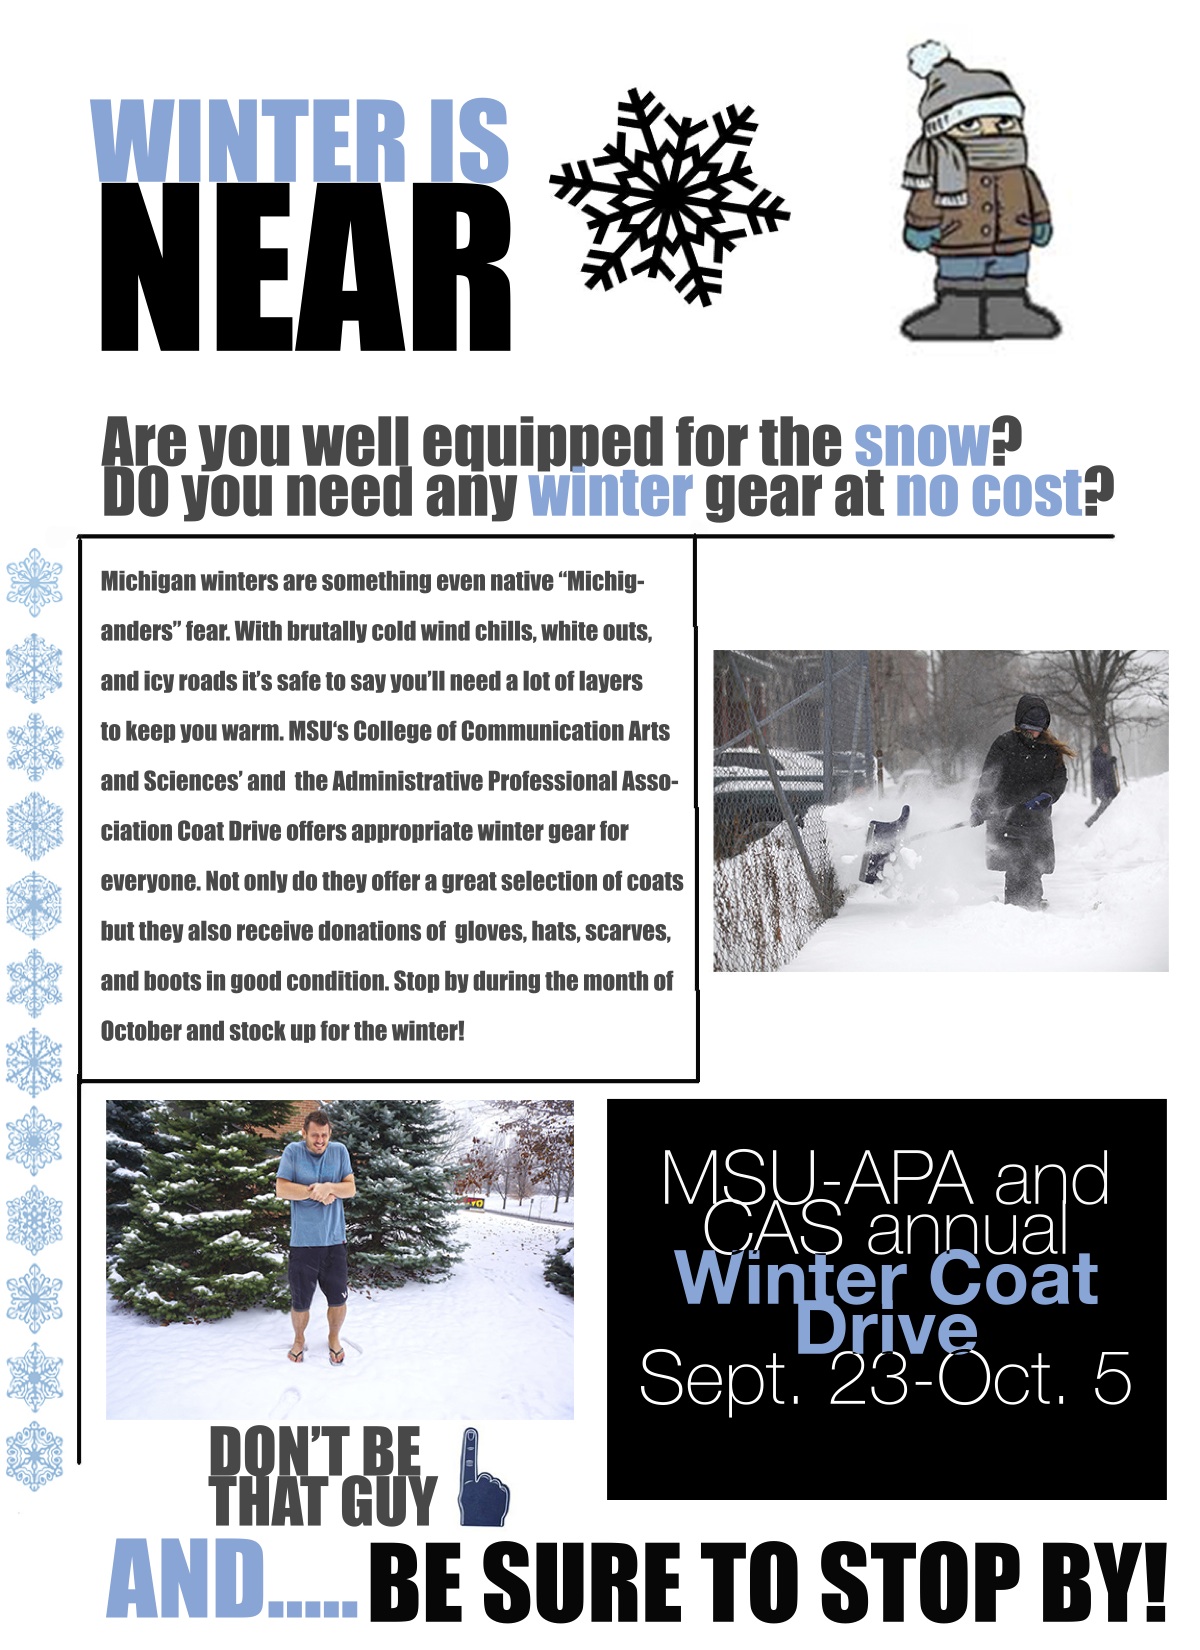 WINTER IS
NEAR
Are you well equipped for the snow?
DO you need any winter gear at no cost?
Michigan winters are something even native “Michig-
anders” fear. With brutally cold wind chills, white outs,
and icy roads it’s safe to say you’ll need a lot of layers
to keep you warm. MSU‘s College of Communication Arts
and Sciences’ and  the Administrative Professional Asso-
ciation Coat Drive offers appropriate winter gear for
everyone. Not only do they offer a great selection of coats
but they also receive donations of  gloves, hats, scarves,
and boots in good condition. Stop by during the month of
October and stock up for the winter!
MSU-APA and
CAS annual
Winter Coat
Drive
Sept. 23-Oct. 5
DON’T BE
THAT GUY
AND..... BE SURE TO STOP BY!